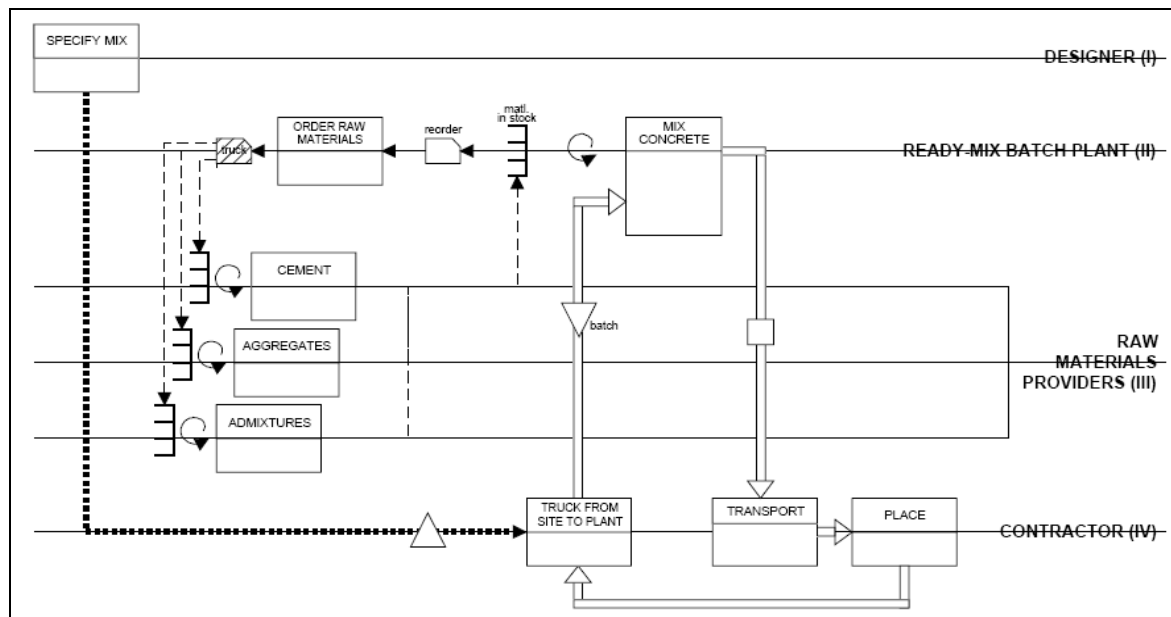 SPECIFY MIX
DESIGNER (I)
matl.
in stock
ORDER RAW
MATERIALS
reorder
MIX
CONCRETE
truck
READY-MIX BATCH PLANT (II)
CEMENT
batch
AGGREGATES
RAW
MATERIALS
PROVIDERS (III)
ADMIXTURES
TRUCK FROM
SITE TO PLANT
TRANSPORT
PLACE
CONTRACTOR (IV)